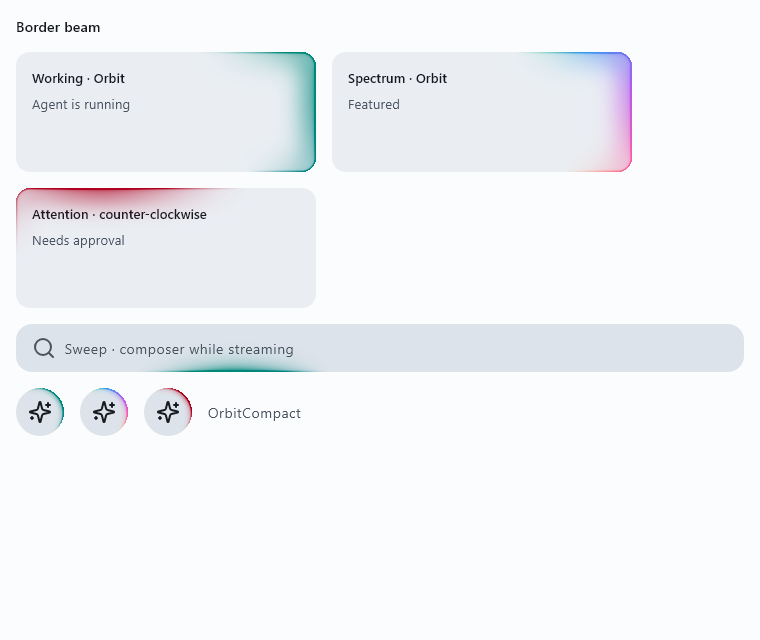 Border beam
Working · Orbit
Agent is running
Spectrum · Orbit
Featured
Attention · counter-clockwise
Needs approval
Sweep · composer while streaming
OrbitCompact